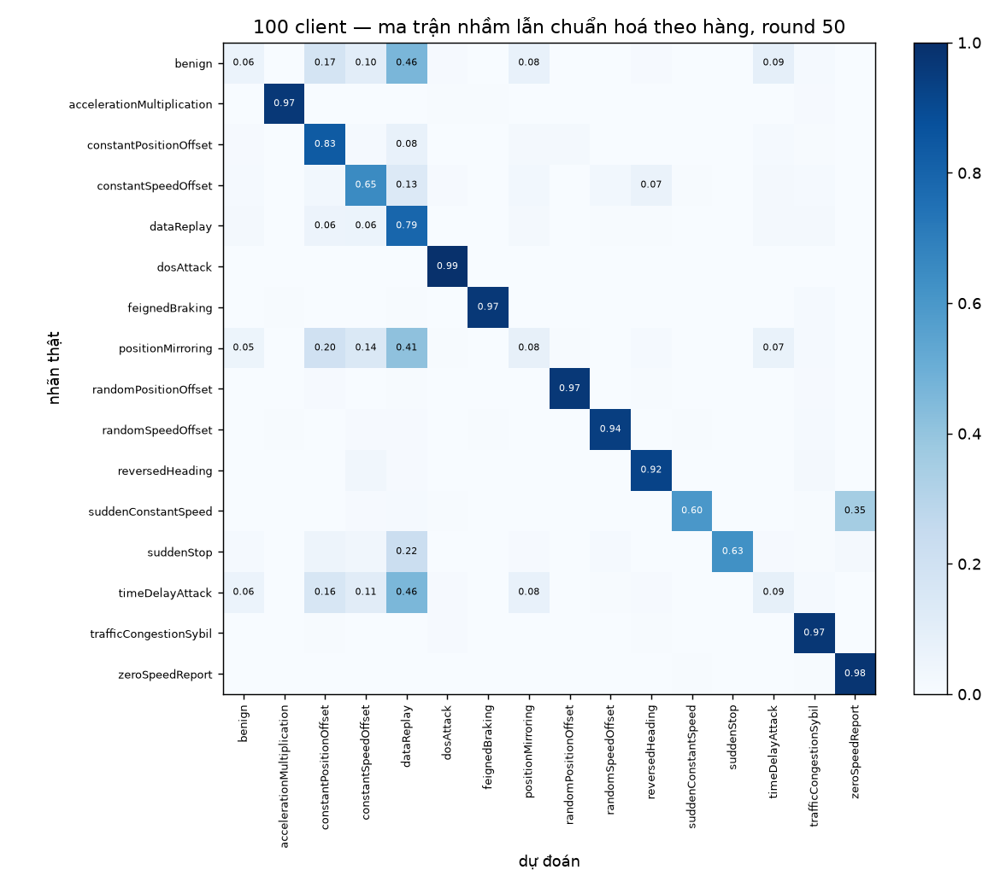 100 client — ma trận nhầm lẫn chuẩn hoá theo hàng, round 50
benign 0.06 0.17 0.10 0.46 0.08 0.09
accelerationMultiplication 0.97
constantPositionOffset 0.83 0.08
constantSpeedOffset 0.65 0.13 0.07
dataReplay 0.06 0.06 0.79
dosAttack 0.99
feignedBraking 0.97
positionMirroring 0.05 0.20 0.14 0.41 0.08 0.07
randomPositionOffset 0.97
randomSpeedOffset 0.94
reversedHeading 0.92
suddenConstantSpeed 0.60 0.35
suddenStop 0.22 0.63
timeDelayAttack 0.06 0.16 0.11 0.46 0.08 0.09
trafficCongestionSybil 0.97
zeroSpeedReport 0.98
nhãn thật
benign
accelerationMultiplication
constantPositionOffset
constantSpeedOffset
dataReplay
dosAttack
feignedBraking
positionMirroring
randomPositionOffset
randomSpeedOffset
reversedHeading
suddenConstantSpeed
suddenStop
timeDelayAttack
trafficCongestionSybil
zeroSpeedReport
dự đoán
1.0
0.8
0.6
0.4
0.2
0.0